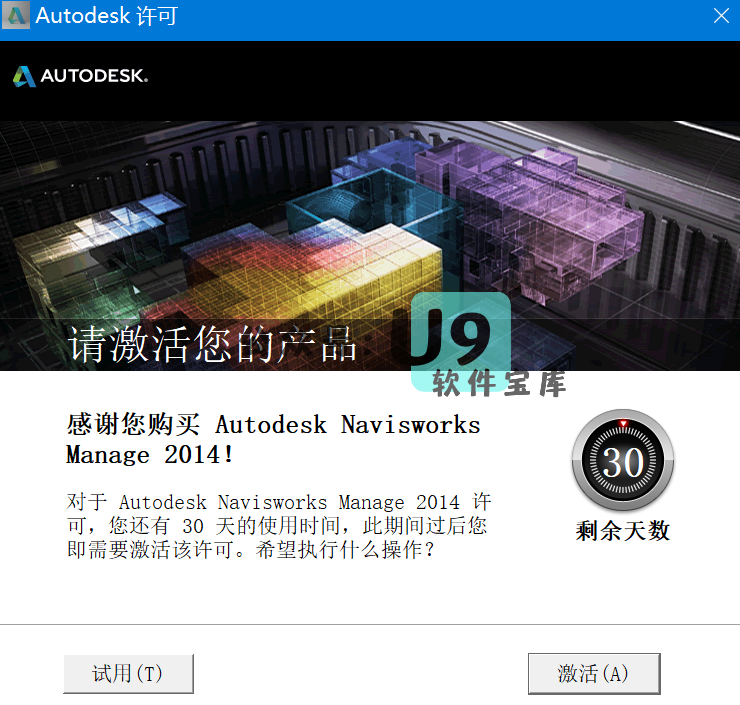 Autodesk 许可
AUTODESK.
请激活您的产品
U9
软件宝库
感谢您购买 Autodesk Navisworks
Manage 2014!
对于 Autodesk Navisworks Manage 2014 许
可，您还有 30 天的使用时间，此期间过后您
即需要激活该许可。希望执行什么操作？
30
剩余天数
试用(T)
激活(A)